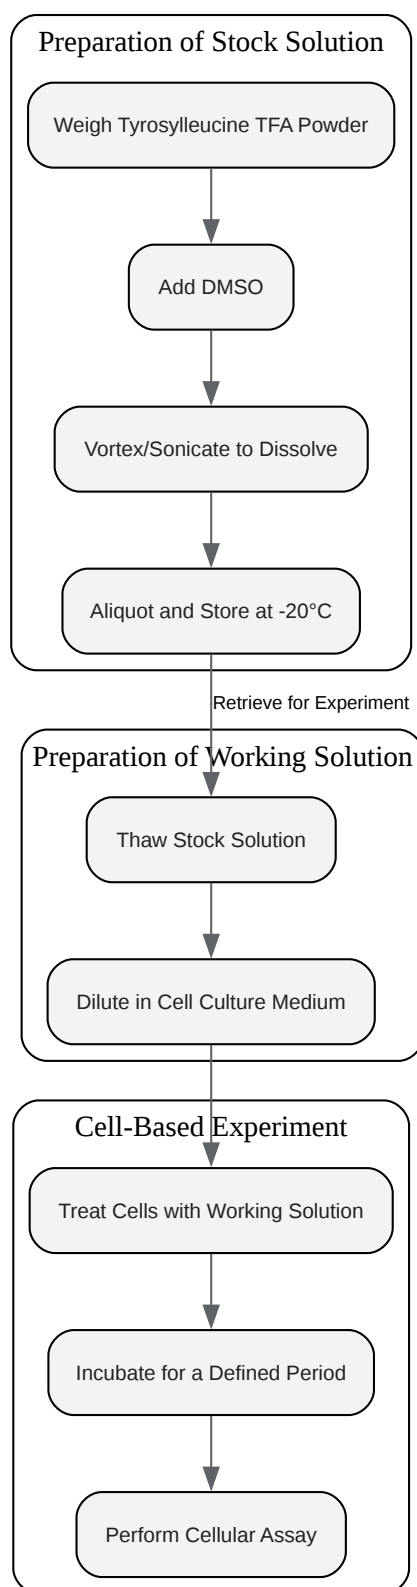 Preparation of Stock Solution
Weigh Tyrosylleucine TFA Powder
Add DMSO
Vortex/Sonicate to Dissolve
Aliquot and Store at -20°C
Retrieve for Experiment
Preparation of Working Solution
Thaw Stock Solution
Dilute in Cell Culture Medium
Cell-Based Experiment
Treat Cells with Working Solution
Incubate for a Defined Period
Perform Cellular Assay